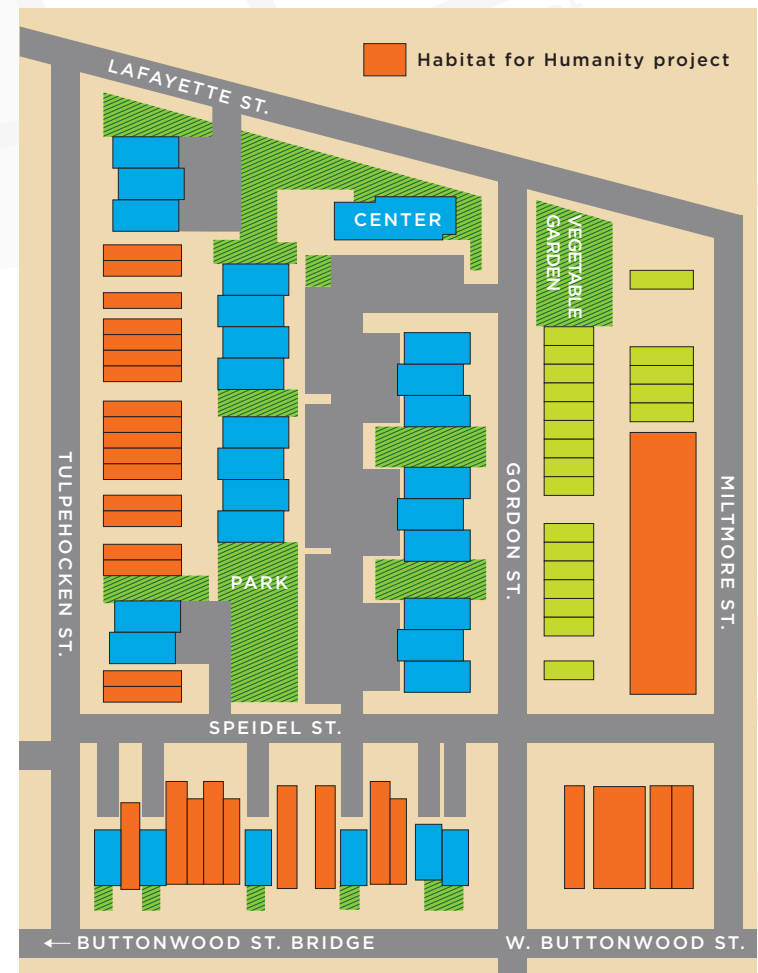 Habitat for Humanity project
LAFAYETTE ST.
CENTER
VEGETABLE
GARDEN
TULPEHOCKEN ST.
GORDON ST.
MILTMORE ST.
PARK
SPEIDEL ST.
← BUTTONWOOD ST. BRIDGE
W. BUTTONWOOD ST.